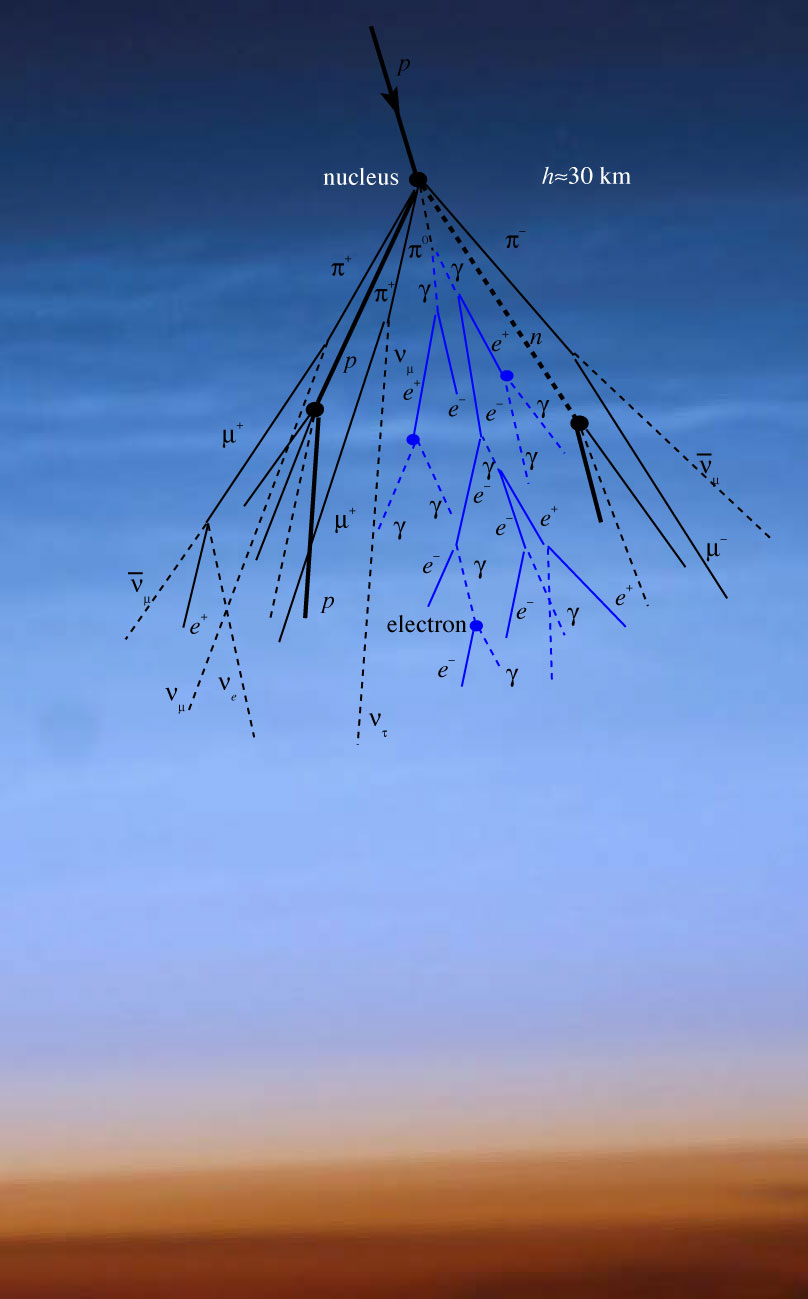 p
nucleus h≈30 km
π⁻
π⁰
π⁺ γ
π⁺ γ
e⁺ n
p ν_μ
e⁺ e⁻ e⁻ γ
μ⁺
γ γ ν̄_μ
e⁻
γ
μ⁺ γ e⁻ e⁺
μ⁻
e⁻ γ
ν̄_μ
p e⁻ γ e⁺
e⁺ electron
e⁻ γ
ν_μ ν_e
ν_τ